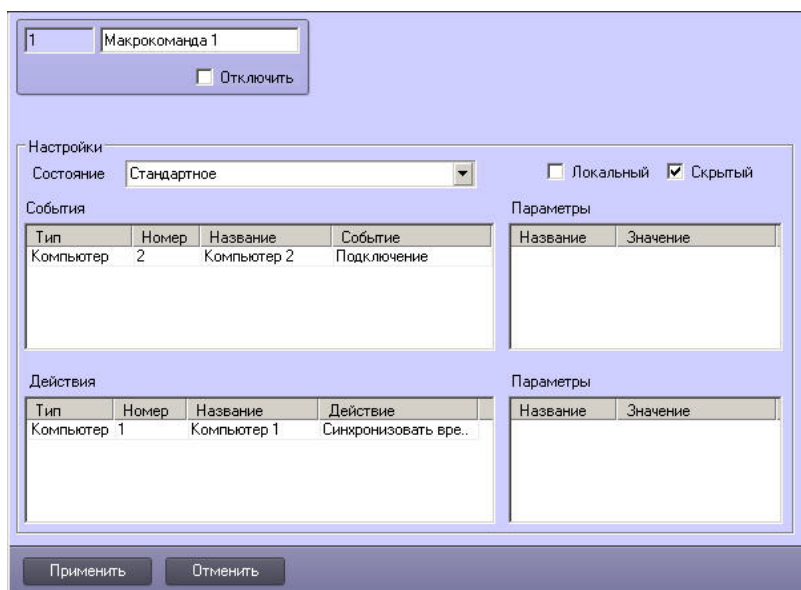 1 Макрокоманда 1
Отключить
Настройки
Состояние Стандартное Локальный Скрытый
События
Тип Номер Название Событие
Компьютер 2 Компьютер 2 Подключение
Параметры
Название Значение
Действия
Тип Номер Название Действие
Компьютер 1 Компьютер 1 Синхронизовать вре..
Параметры
Название Значение
Применить Отменить